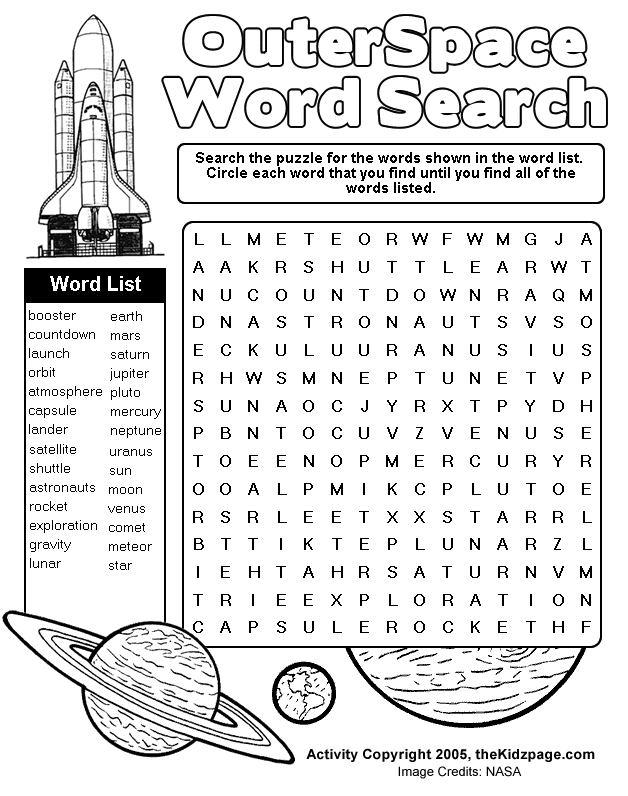 OuterSpace
Word Search
Search the puzzle for the words shown in the word list.
Circle each word that you find until you find all of the
words listed.
Word List
booster
countdown
launch
orbit
atmosphere
capsule
lander
satellite
shuttle
astronauts
rocket
exploration
gravity
lunar
earth
mars
saturn
jupiter
pluto
mercury
neptune
uranus
sun
moon
venus
comet
meteor
star
L L M E T E O R W F W M G J A
A A K R S H U T T L E A R W T
N U C O U N T D O W N R A Q M
D N A S T R O N A U T S V S O
E C K U L U U R A N U S I U S
R H W S M N E P T U N E T V P
S U N A O C J Y R X T P Y D H
P B N T O C U V Z V E N U S E
T O E E N O P M E R C U R Y R
O O A L P M I K C P L U T O E
R S R L E E T X X S T A R R L
B T T I K T E P L U N A R Z L
I E H T A H R S A T U R N V M
T R I E E X P L O R A T I O N
C A P S U L E R O C K E T H F
Activity Copyright 2005, theKidzpage.com
Image Credits: NASA